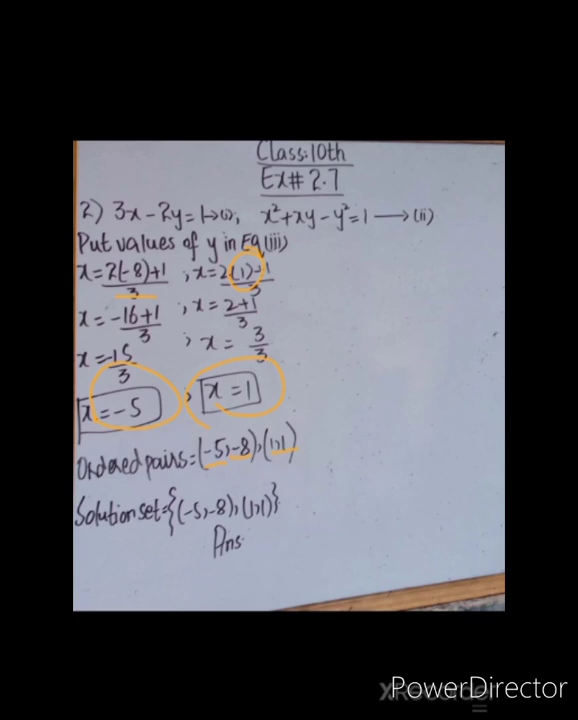 Class:10th
Ex# 2.7
2) 3x-2y=1→(i), x²+xy-y²=1→(ii)
Put values of y in Eq(iii)
x=2(-8)+1/3, x=2(1)+1/3
x=-16+1/3, x=2+1/3
x=-15/3, x=3/3
x=-5, x=1
Ordered pairs=(-5,-8),(1,1)
Solution set={(-5,-8),(1,1)}
Ans
PowerDirector